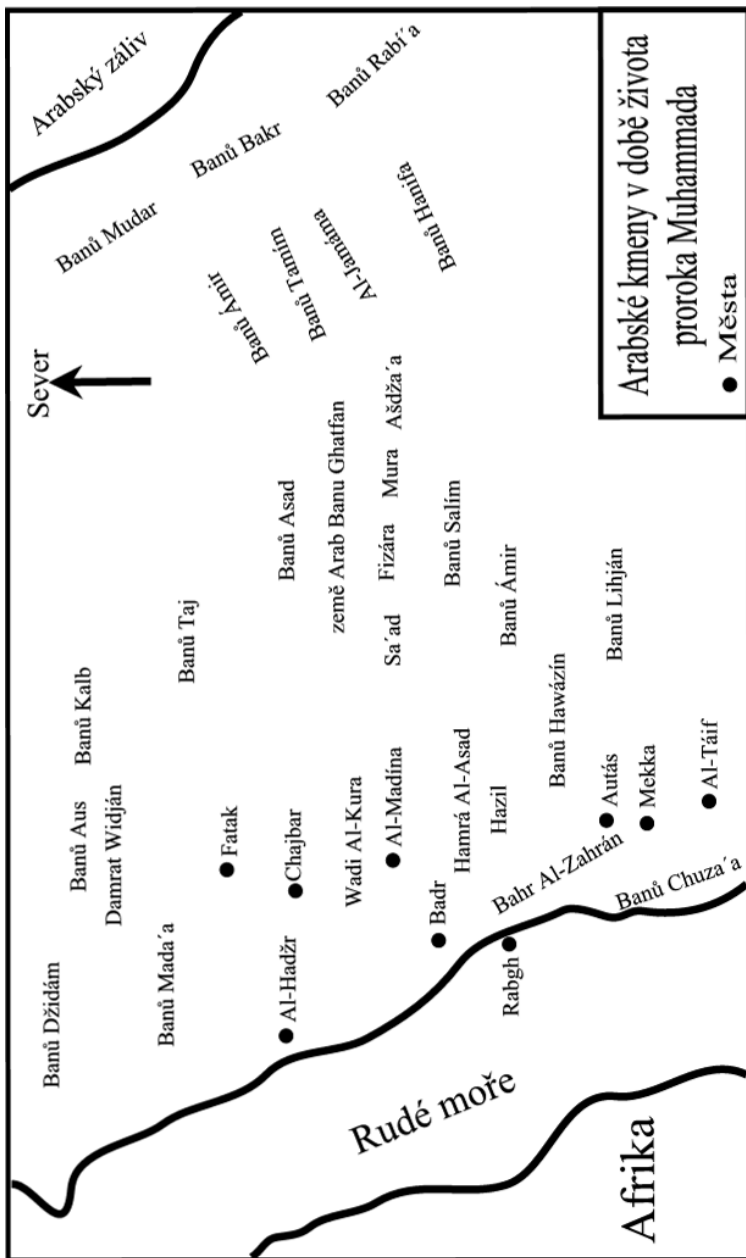 Arabský záliv
Sever
Banů Džidám
Banů Aus
Banů Kalb
Banů Mudar
Damrat Widján
Banů Mada´a
Banů Taj
Banů Bakr
Banů Rabí´a
Fatak
Banů Ámir
Al-Hadžr
Chajbar
Banů Asad
Banů Tamím
Wadi Al-Kura
země Arab Banu Ghatfan
Al-Jamáma
Al-Madína
Sa´ad
Fizára
Mura
Ašdža´a
Banů Hanifa
Badr
Hamrá Al-Asad
Banů Salím
Rabgh
Hazil
Banů Ámir
Bahr Al-Zahrán
Banů Hawázín
Autás
Banů Lihján
Mekka
Banů Chuza´a
Al-Táif
Rudé moře
Afrika
Arabské kmeny v době života
proroka Muhammada
Města